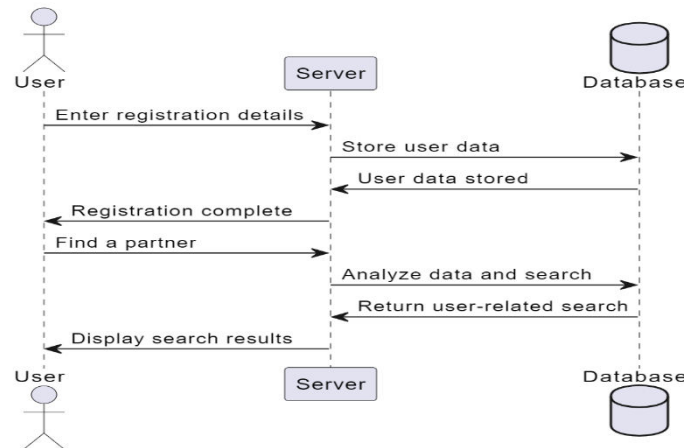 User
Server
Database
Enter registration details
Store user data
User data stored
Registration complete
Find a partner
Analyze data and search
Return user-related search
Display search results
User
Server
Database